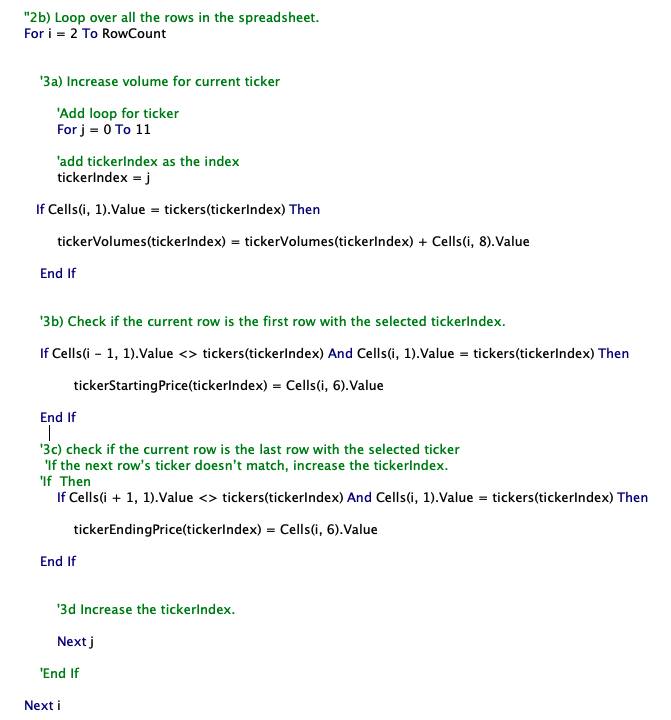 "2b) Loop over all the rows in the spreadsheet.
For i = 2 To RowCount
'3a) Increase volume for current ticker
'Add loop for ticker
For j = 0 To 11
'add tickerIndex as the index
tickerIndex = j
If Cells(i, 1).Value = tickers(tickerIndex) Then
tickerVolumes(tickerIndex) = tickerVolumes(tickerIndex) + Cells(i, 8).Value
End If
'3b) Check if the current row is the first row with the selected tickerIndex.
If Cells(i - 1, 1).Value <> tickers(tickerIndex) And Cells(i, 1).Value = tickers(tickerIndex) Then
tickerStartingPrice(tickerIndex) = Cells(i, 6).Value
End If
'3c) check if the current row is the last row with the selected ticker
'If the next row's ticker doesn't match, increase the tickerIndex.
'If  Then
If Cells(i + 1, 1).Value <> tickers(tickerIndex) And Cells(i, 1).Value = tickers(tickerIndex) Then
tickerEndingPrice(tickerIndex) = Cells(i, 6).Value
End If
'3d Increase the tickerIndex.
Next j
'End If
Next i